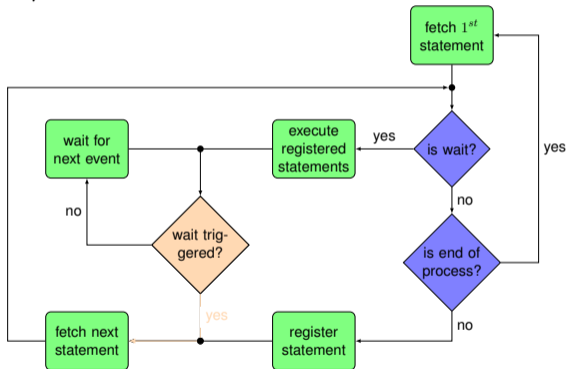 fetch 1st
statement
wait for
next event
execute
registered
statements
yes
is wait?
yes
no
no
wait trig-
gered?
is end of
process?
yes
no
fetch next
statement
register
statement